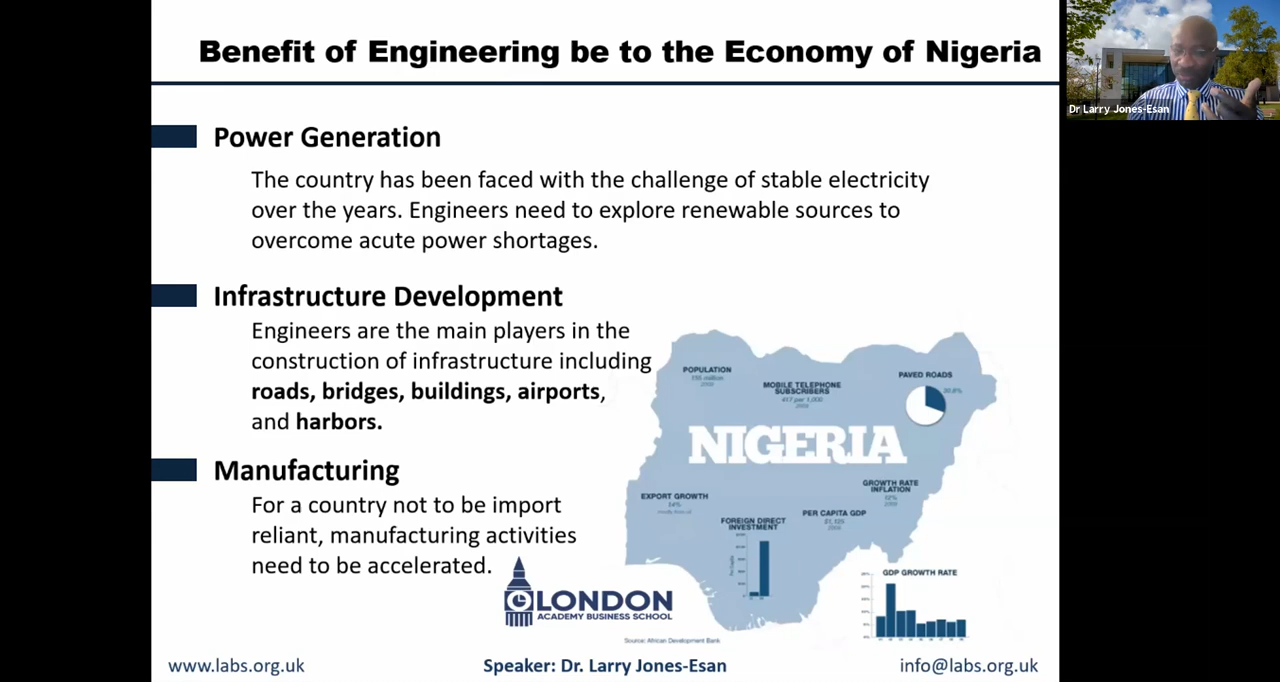 Benefit of Engineering be to the Economy of Nigeria
Dr Larry Jones-Esan
Power Generation
The country has been faced with the challenge of stable electricity
over the years. Engineers need to explore renewable sources to
overcome acute power shortages.
Infrastructure Development
Engineers are the main players in the
construction of infrastructure including
roads, bridges, buildings, airports,
and harbors.
Manufacturing
For a country not to be import
reliant, manufacturing activities
need to be accelerated.
POPULATION
MOBILE TELEPHONE
SUBSCRIBERS
417 per 1,000
PAVED ROADS
NIGERIA
EXPORT GROWTH
GROWTH RATE
INFLATION
FOREIGN DIRECT
INVESTMENT
PER CAPITA GDP
GDP GROWTH RATE
LONDON
ACADEMY BUSINESS SCHOOL
Source: African Development Bank
www.labs.org.uk
Speaker: Dr. Larry Jones-Esan
info@labs.org.uk